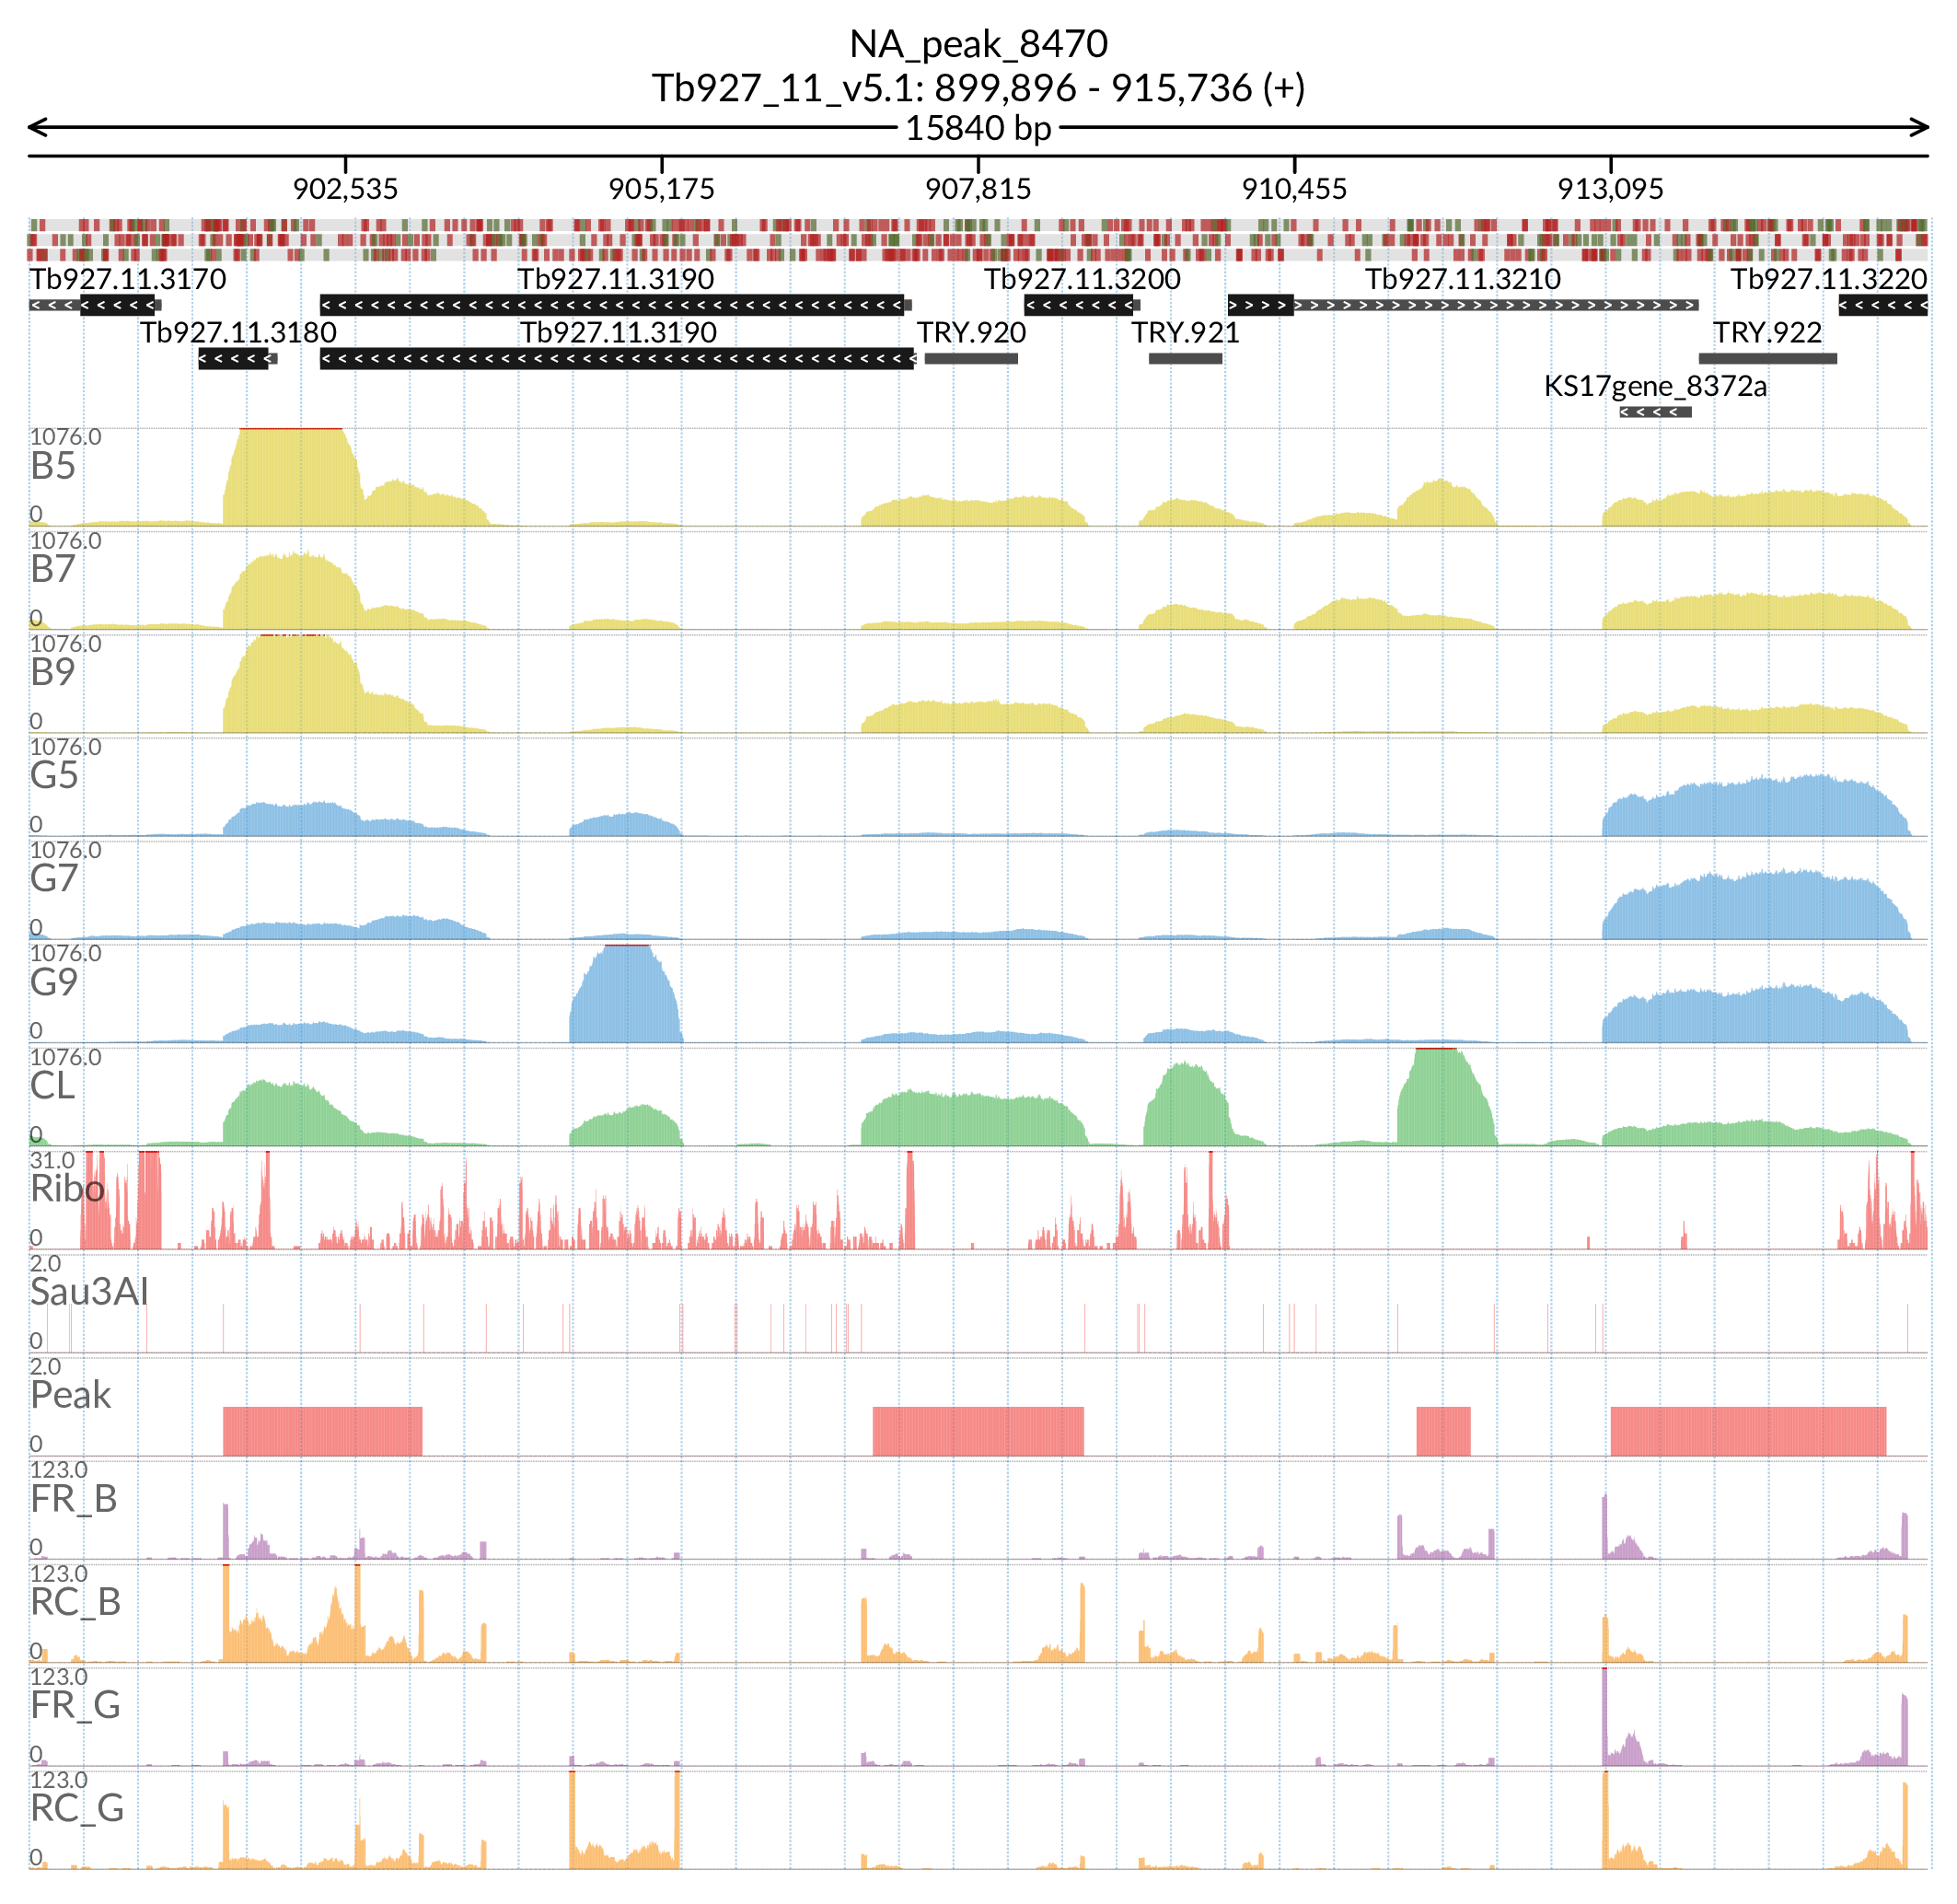 NA_peak_8470
Tb927_11_v5.1: 899,896 - 915,736 (+)
15840 bp
902,535 905,175 907,815 910,455 913,095
Tb927.11.3170 Tb927.11.3190 Tb927.11.3200 Tb927.11.3210 Tb927.11.3220
Tb927.11.3180 Tb927.11.3190 TRY.920 TRY.921 TRY.922
KS17gene_8372a
1076.0
B5
0
1076.0
B7
0
1076.0
B9
0
1076.0
G5
0
1076.0
G7
0
1076.0
G9
0
1076.0
CL
0
31.0
Ribo
0
2.0
Sau3AI
0
2.0
Peak
0
123.0
FR_B
0
123.0
RC_B
0
123.0
FR_G
0
123.0
RC_G
0